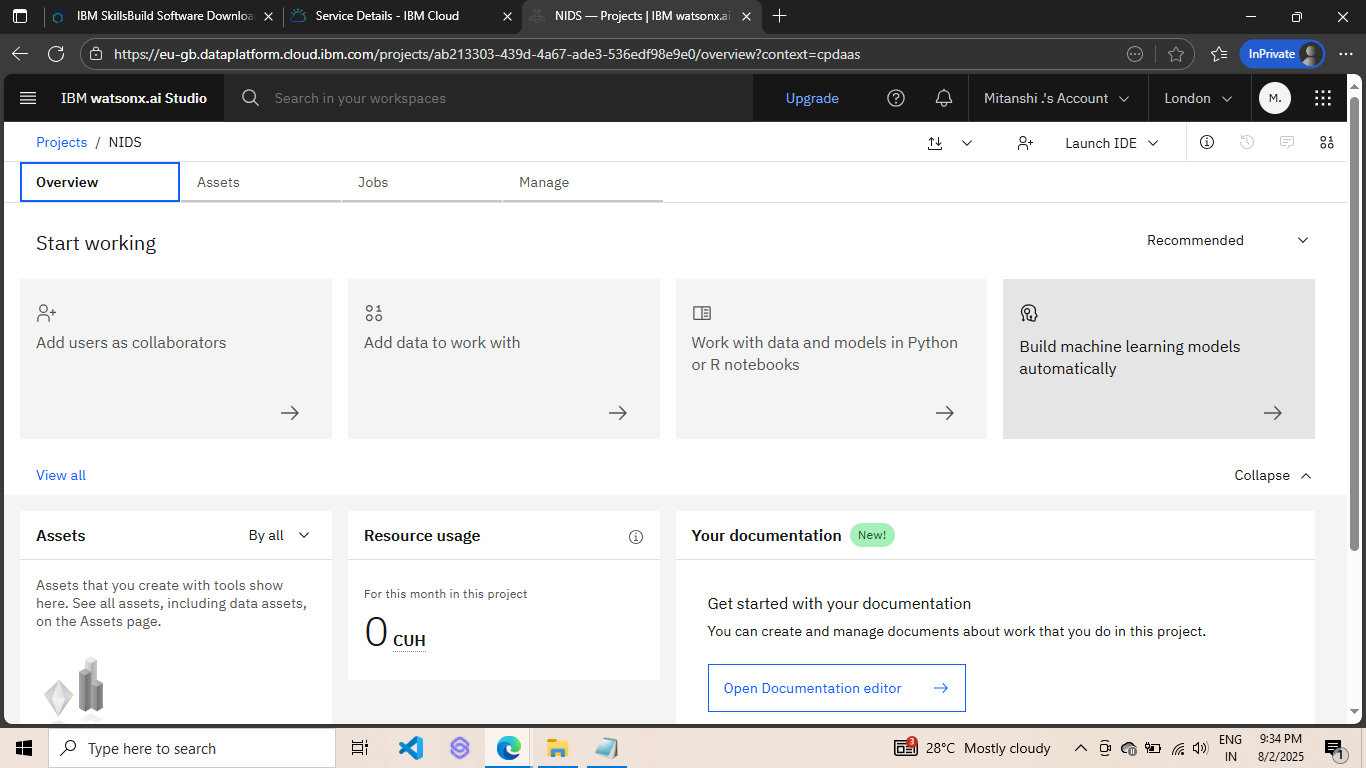 IBM SkillsBuild Software Downloa
Service Details - IBM Cloud
NIDS — Projects | IBM watsonx.ai
https://eu-gb.dataplatform.cloud.ibm.com/projects/ab213303-439d-4a67-ade3-536edf98e9e0/overview?context=cpdaas
InPrivate
IBM watsonx.ai Studio
Search in your workspaces
Upgrade
Mitanshi .'s Account
London
M.
Projects / NIDS
Launch IDE
Overview
Assets
Jobs
Manage
Start working
Recommended
Add users as collaborators
Add data to work with
Work with data and models in Python
or R notebooks
Build machine learning models
automatically
View all
Collapse
Assets
By all
Assets that you create with tools show
here. See all assets, including data assets,
on the Assets page.
Resource usage
For this month in this project
0 CUH
Your documentation
New!
Get started with your documentation
You can create and manage documents about work that you do in this project.
Open Documentation editor
Type here to search
3
28°C Mostly cloudy
ENG
IN
9:34 PM
8/2/2025
1